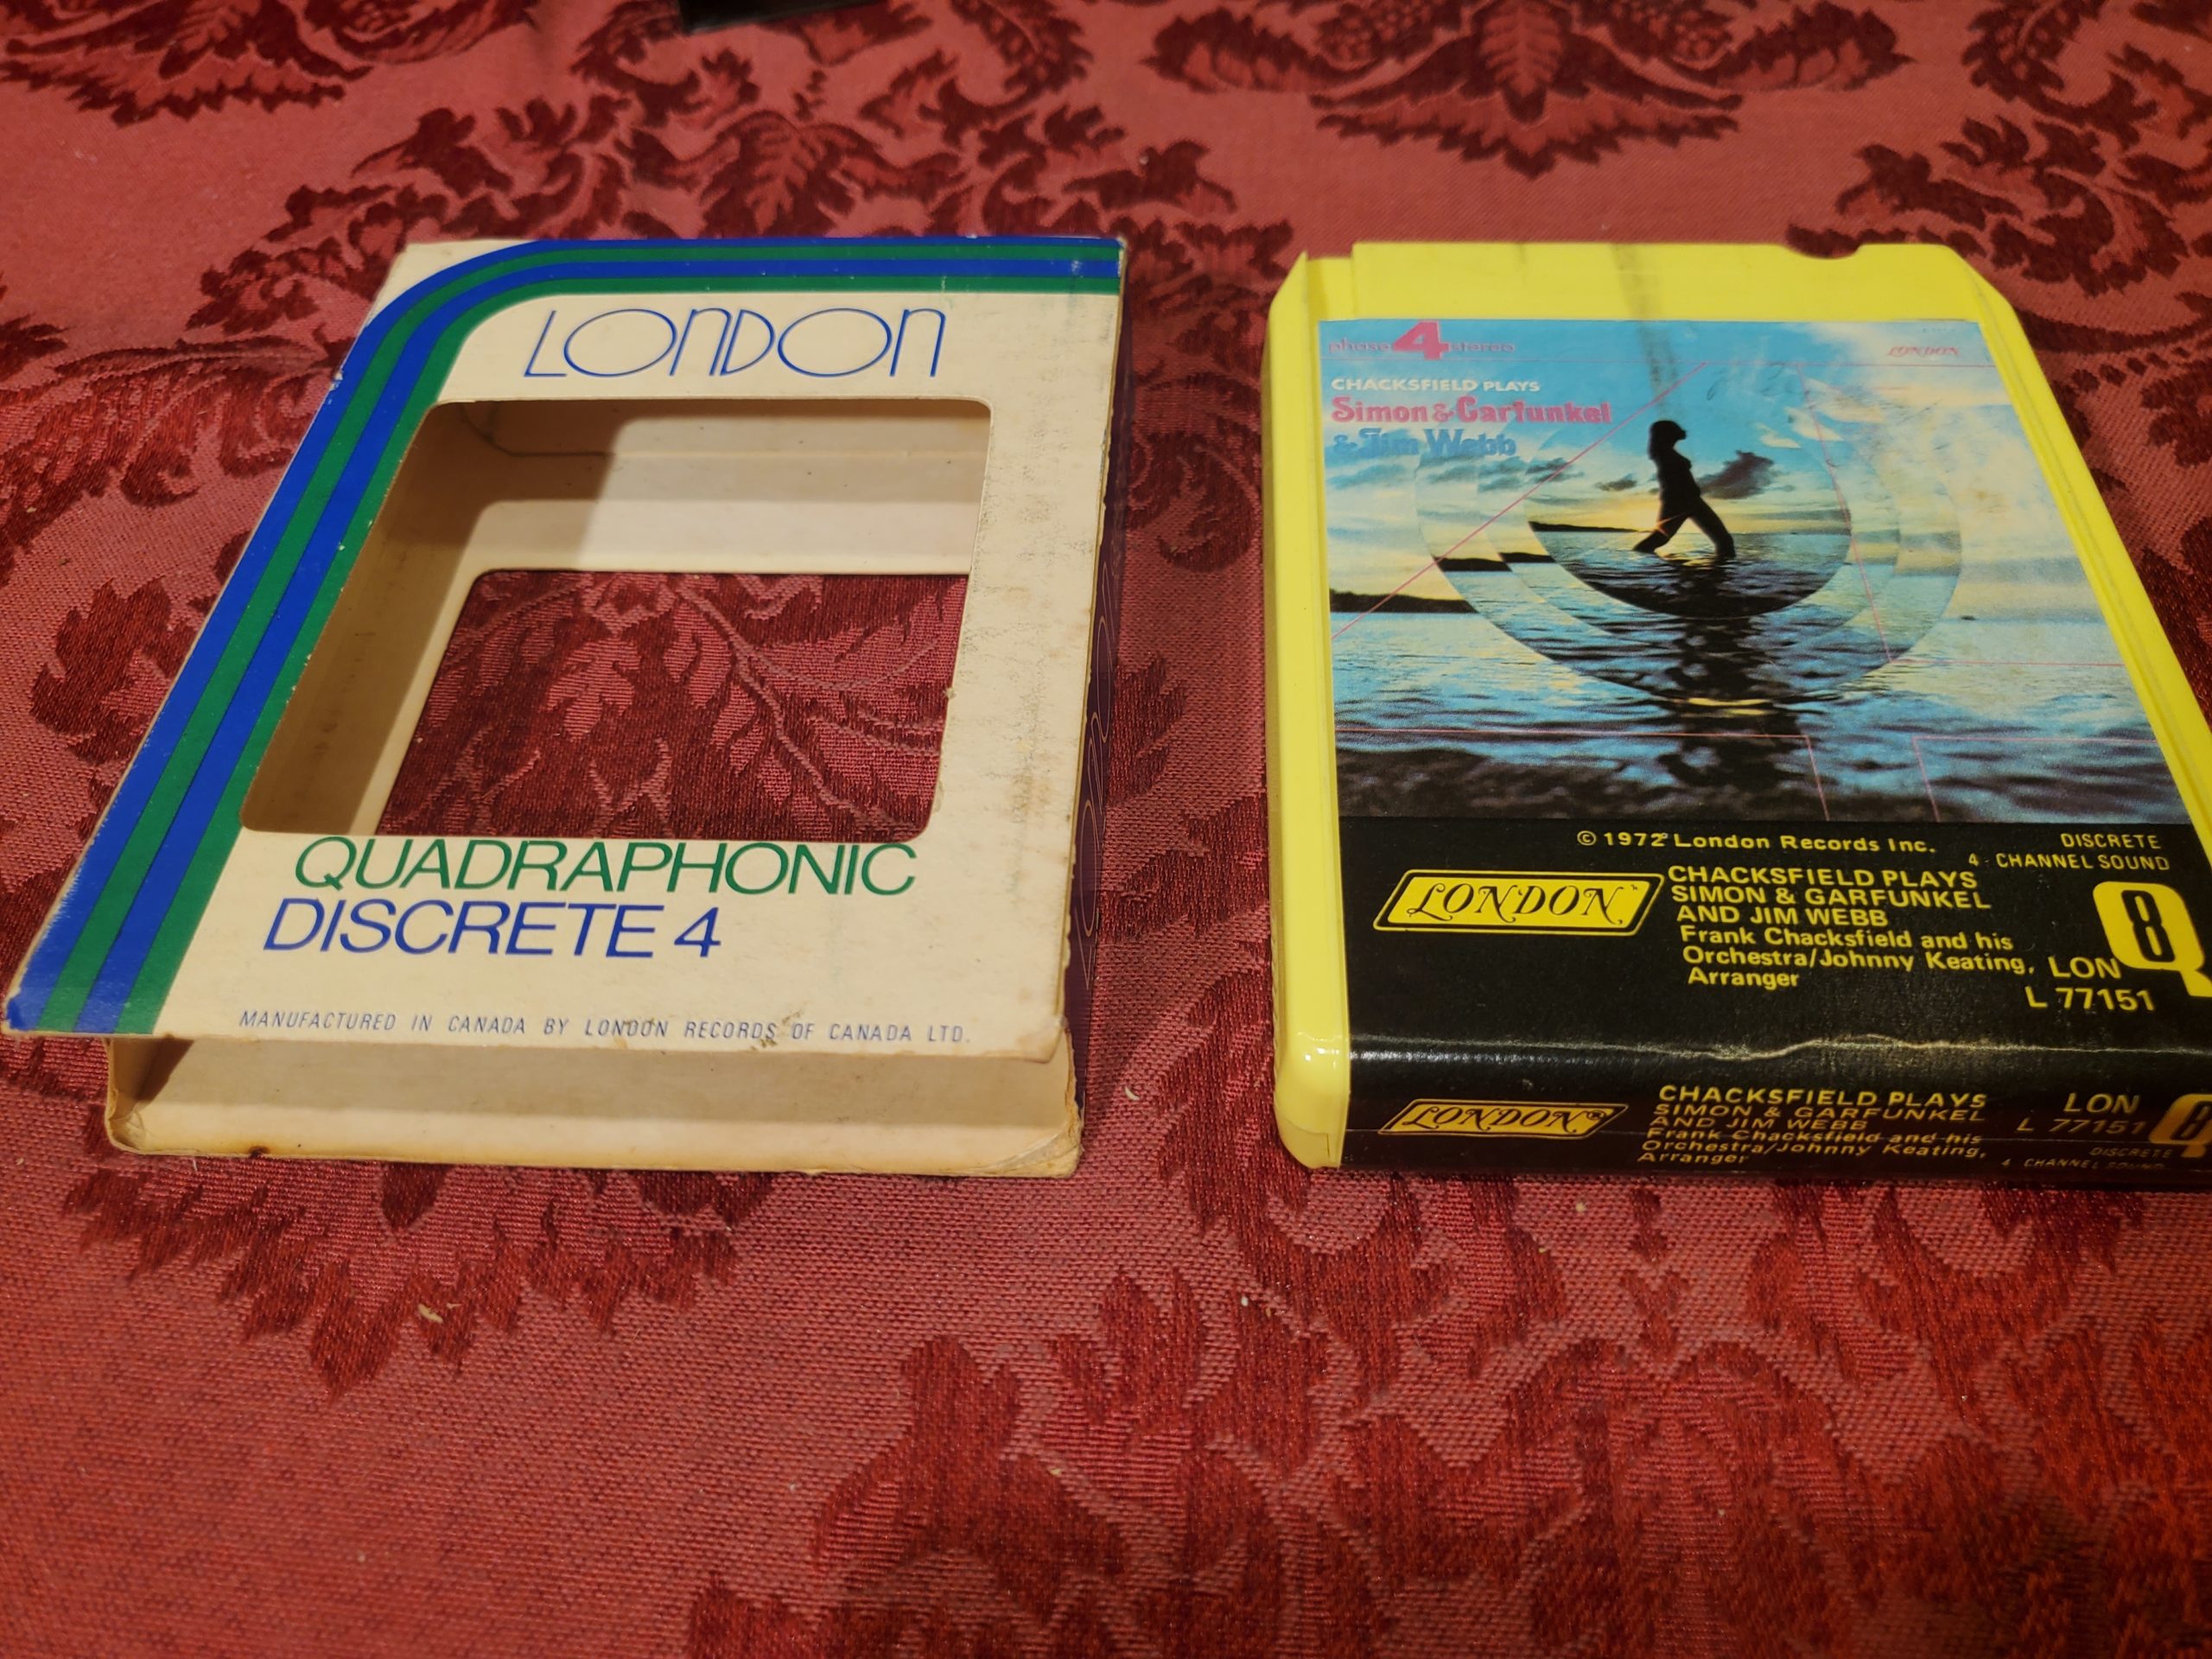 LONDON
QUADRAPHONIC
DISCRETE 4
MANUFACTURED IN CANADA BY LONDON RECORDS OF CANADA LTD.
phase 4 stereo
LONDON
CHACKSFIELD PLAYS
Simon & Garfunkel
& Jim Webb
© 1972 London Records Inc.
DISCRETE
4 CHANNEL SOUND
LONDON
CHACKSFIELD PLAYS
SIMON & GARFUNKEL
AND JIM WEBB
Frank Chacksfield and his
Orchestra/Johnny Keating,
Arranger
LON
L 77151
Q8
LONDON®
CHACKSFIELD PLAYS
SIMON & GARFUNKEL
AND JIM WEBB
Frank Chacksfield and his
Orchestra/Johnny Keating,
Arranger
LON
L 77151
8
DISCRETE
4 CHANNEL SOUND